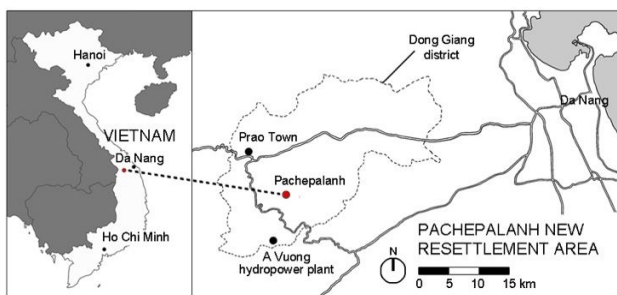 Hanoi
VIETNAM
Da Nang
Ho Chi Minh
Dong Giang
district
Da Nang
Prao Town
Pachepalanh
A Vuong
hydropower plant
PACHEPALANH NEW
RESETTLEMENT AREA
N
0 5 10 15 km